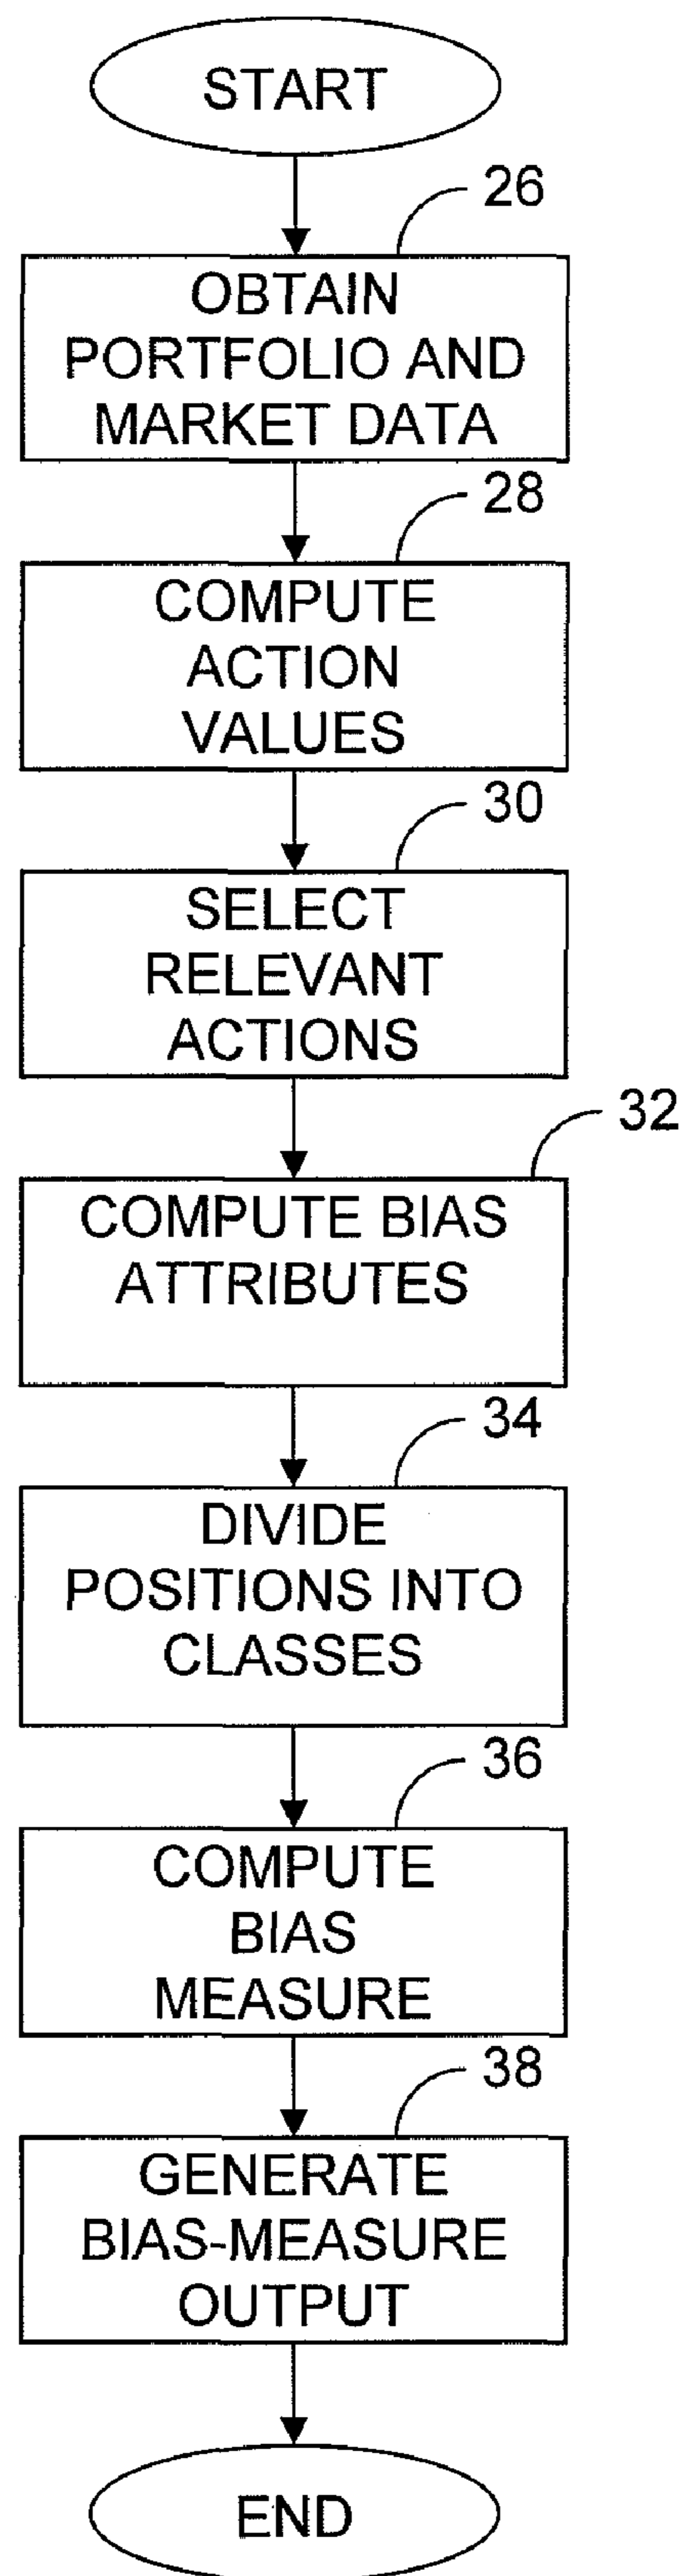 START
26
OBTAIN
PORTFOLIO AND
MARKET DATA
28
COMPUTE
ACTION
VALUES
30
SELECT
RELEVANT
ACTIONS
32
COMPUTE BIAS
ATTRIBUTES
34
DIVIDE
POSITIONS INTO
CLASSES
36
COMPUTE
BIAS
MEASURE
38
GENERATE
BIAS-MEASURE
OUTPUT
END